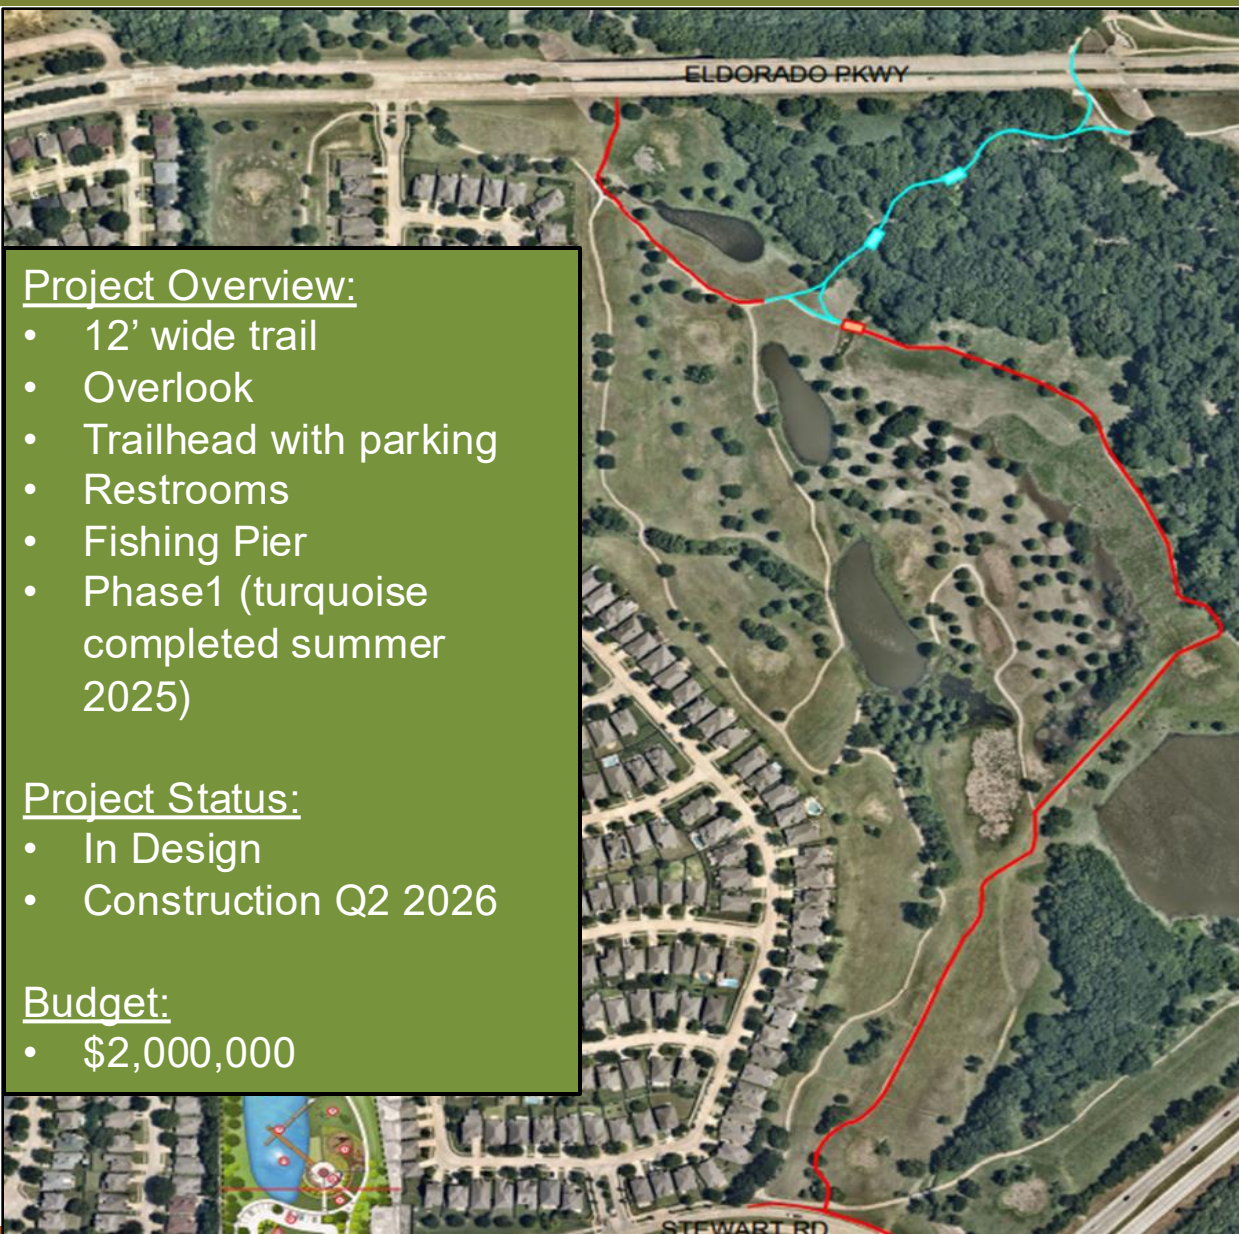 ELDORADO PKWY
Project Overview:
• 12’ wide trail
• Overlook
• Trailhead with parking
• Restrooms
• Fishing Pier
• Phase1 (turquoise
completed summer
2025)
Project Status:
• In Design
• Construction Q2 2026
Budget:
• $2,000,000
STEWART RD